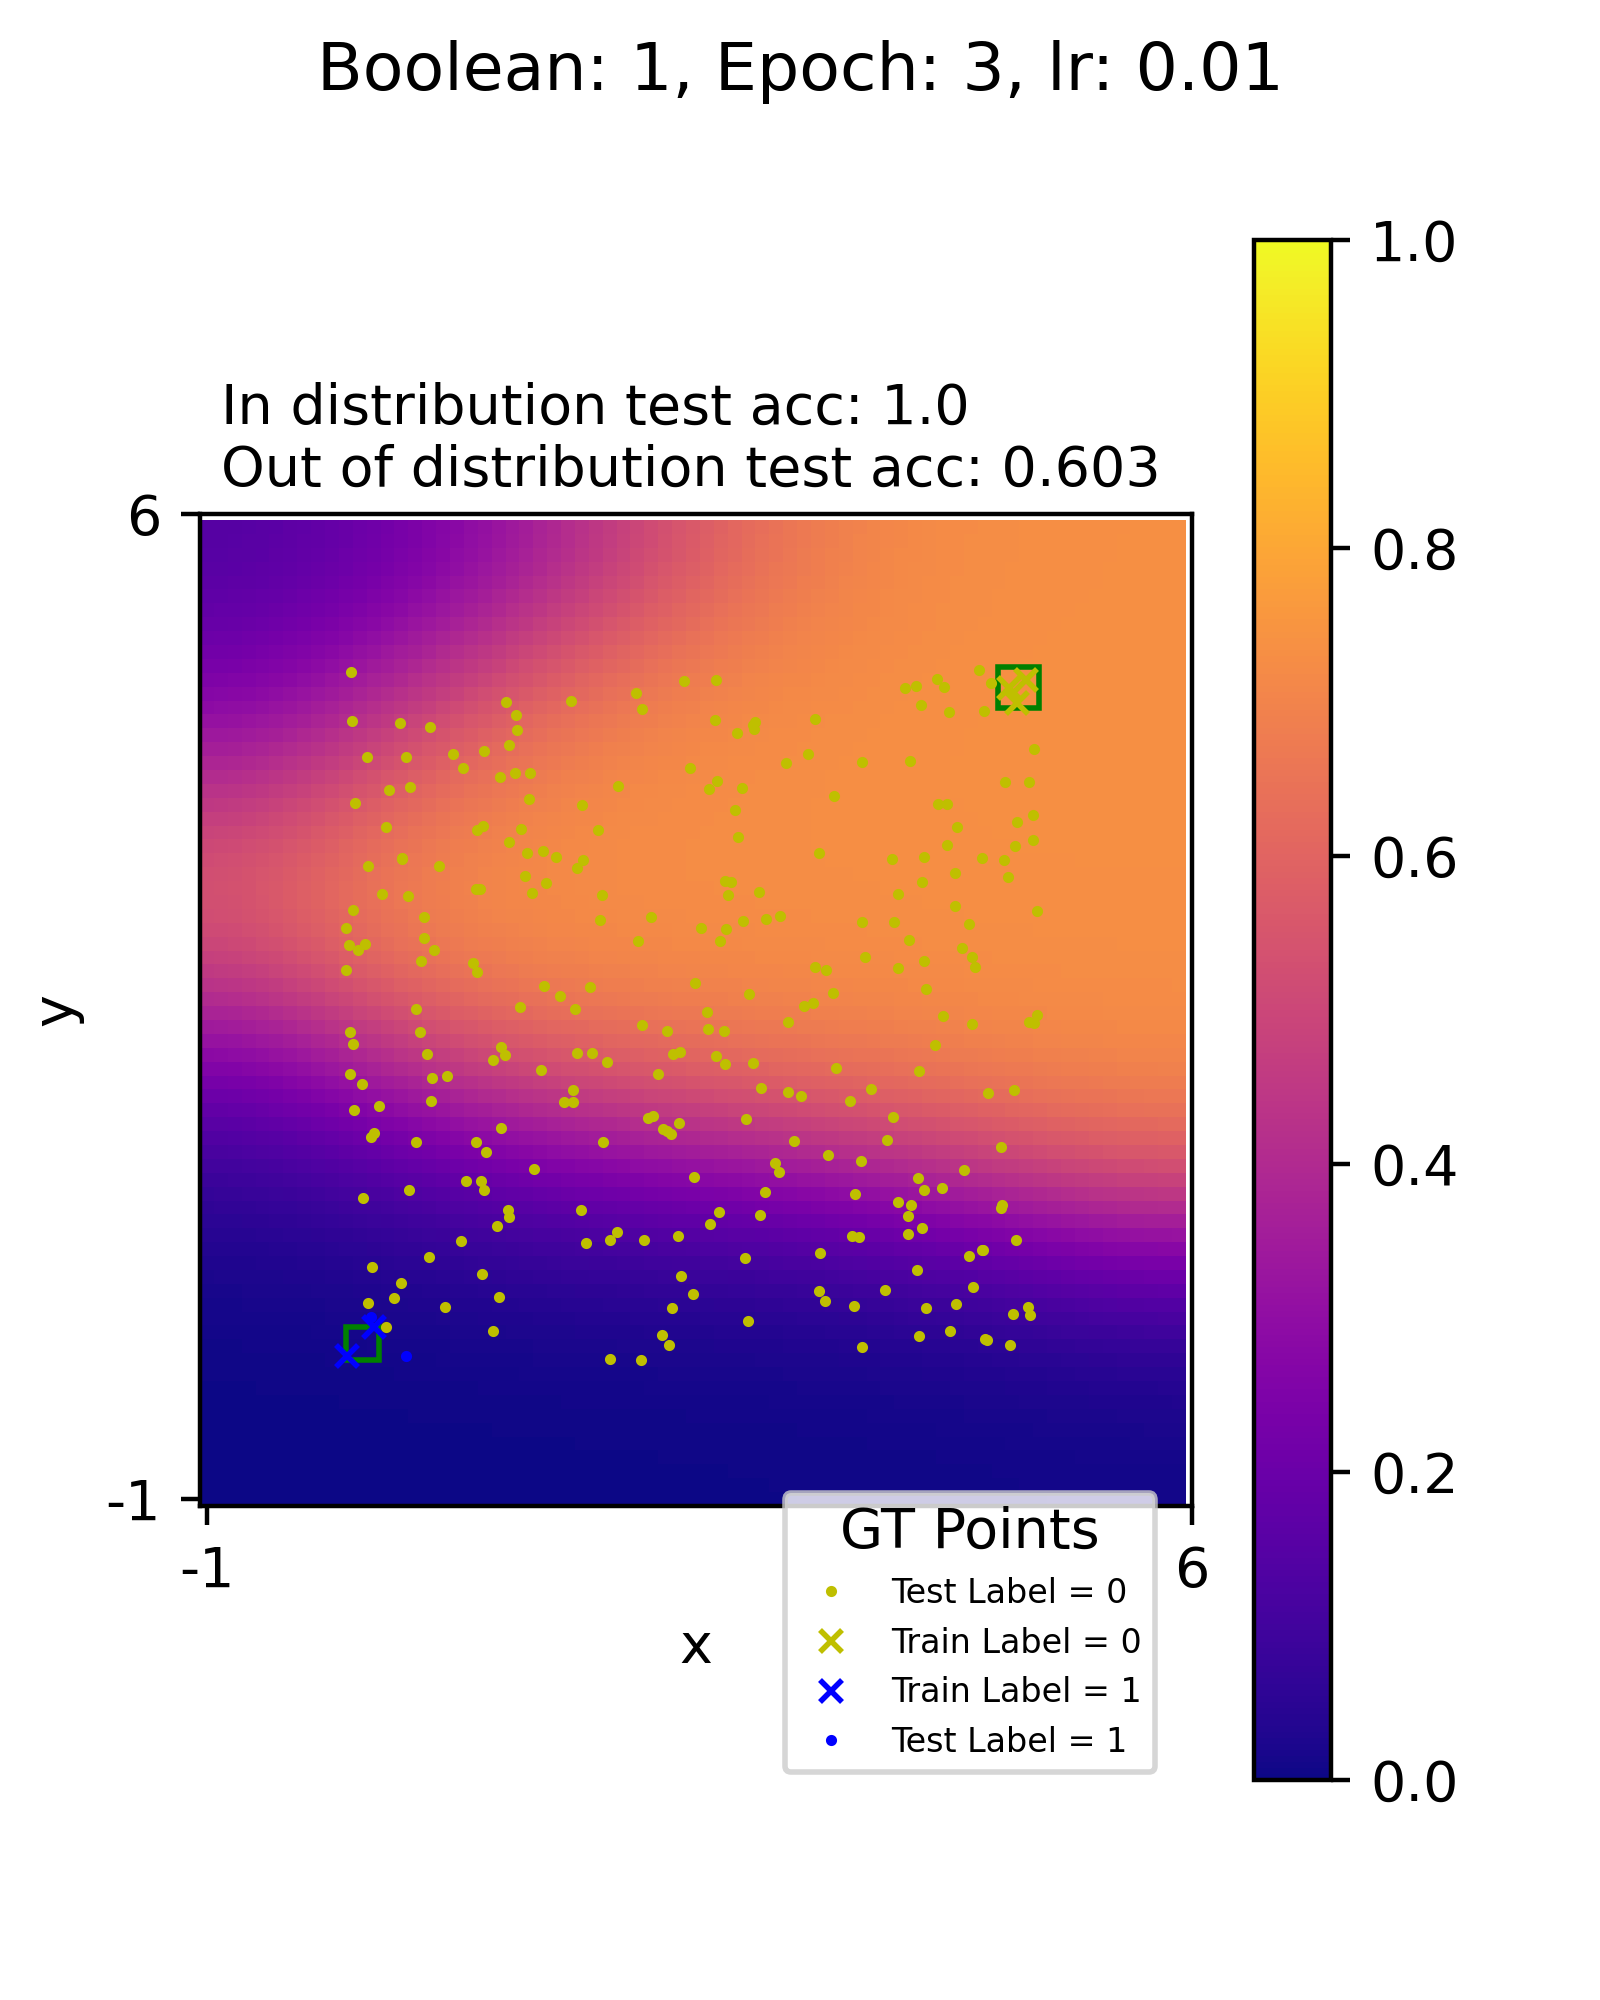 Boolean: 1, Epoch: 3, lr: 0.01
In distribution test acc: 1.0
Out of distribution test acc: 0.603
6
y
-1
-1
6
x
GT Points
Test Label = 0
Train Label = 0
Train Label = 1
Test Label = 1
1.0
0.8
0.6
0.4
0.2
0.0